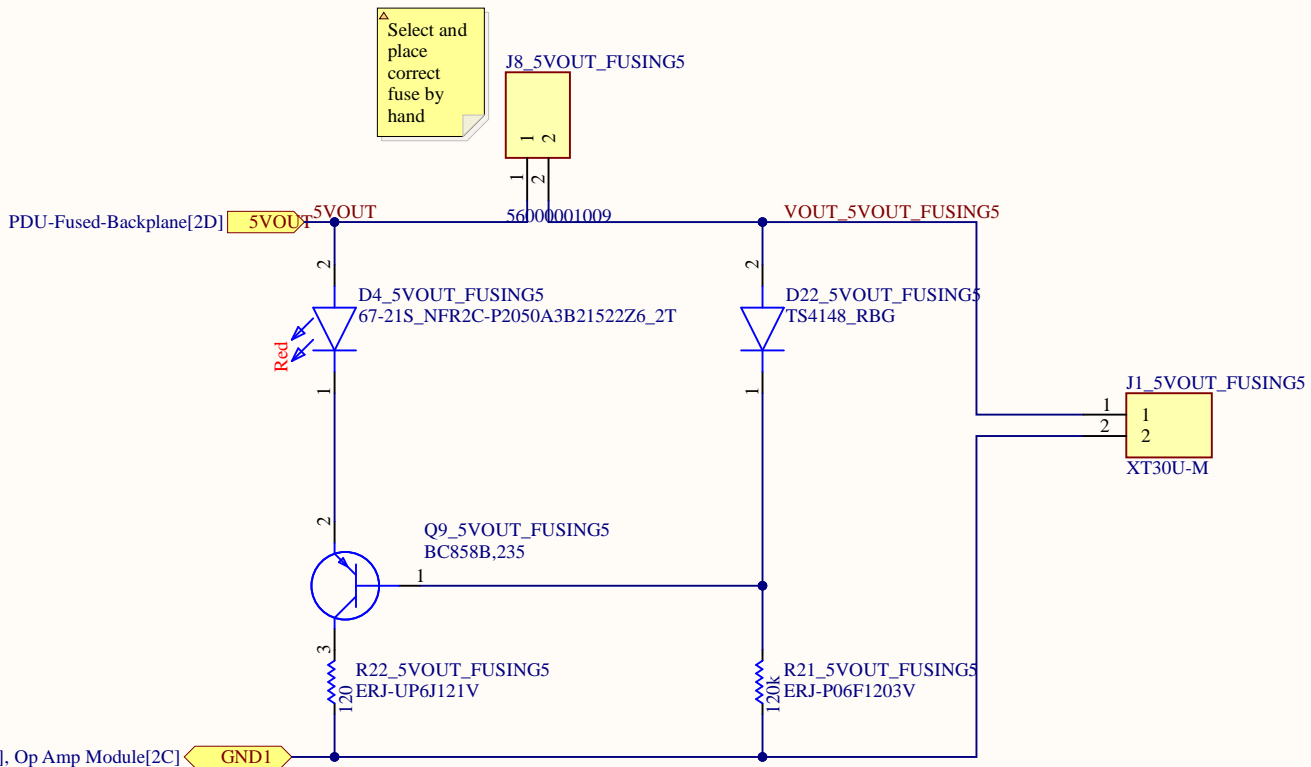 Select and
place
correct
fuse by
hand
J8_5VOUT_FUSING5
1
2
1
2
56000001009
PDU-Fused-Backplane[2D]
5VOUT
5VOUT
VOUT_5VOUT_FUSING5
2
D4_5VOUT_FUSING5
67-21S_NFR2C-P2050A3B21522Z6_2T
Red
1
2
D22_5VOUT_FUSING5
TS4148_RBG
1
J1_5VOUT_FUSING5
1
1
2
2
XT30U-M
2
Q9_5VOUT_FUSING5
BC858B,235
1
3
R22_5VOUT_FUSING5
ERJ-UP6J121V
120
R21_5VOUT_FUSING5
ERJ-P06F1203V
120k
], Op Amp Module[2C]
GND1